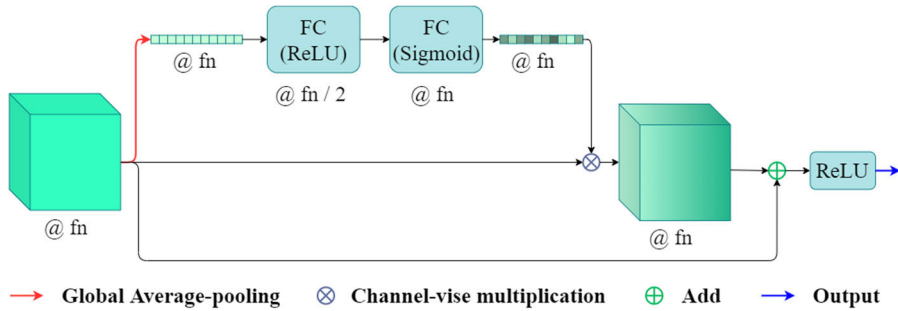 FC
(ReLU)
FC
(Sigmoid)
@ fn
@ fn / 2
@ fn
@ fn
@ fn
@ fn
ReLU
Global Average-pooling
Channel-vise multiplication
Add
Output